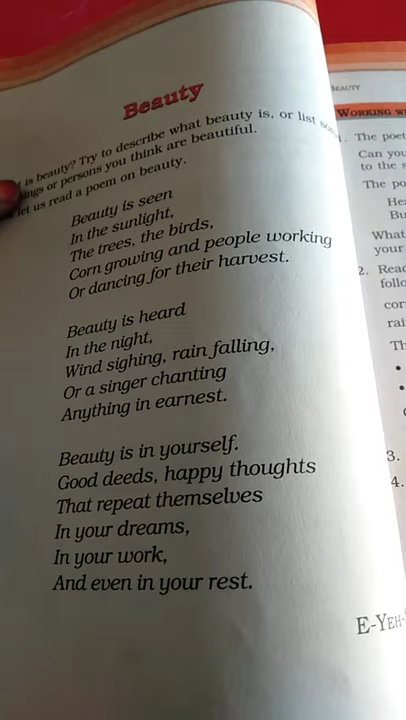 Beauty
is beauty? Try to describe what beauty is, or list
or persons you think are beautiful.
let us read a poem on beauty.
Beauty is seen
In the sunlight,
The trees, the birds,
Corn growing and people working
Or dancing for their harvest.
Beauty is heard
In the night,
Wind sighing, rain falling,
Or a singer chanting
Anything in earnest.
Beauty is in yourself.
Good deeds, happy thoughts
That repeat themselves
In your dreams,
In your work,
And even in your rest.
BEAUTY
WORKING
The poet
Can you
to the
The
What
your
2. Read
3.
4.